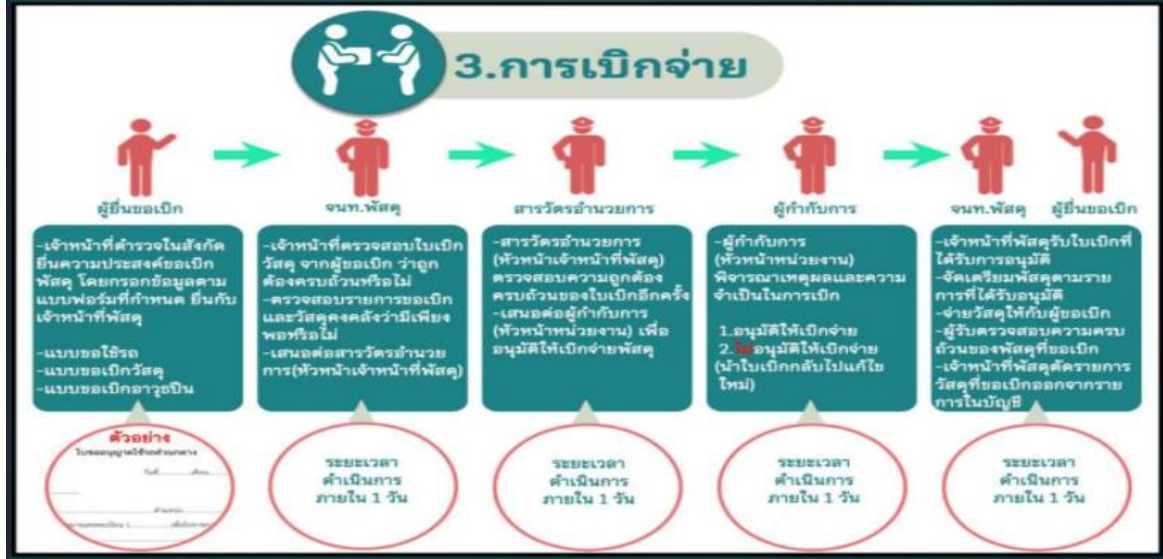 3.การเบิกจ่าย
ผู้ยื่นขอเบิก
จนท.พัสดุ
สารวัตรอำนวยการ
ผู้กำกับการ
จนท.พัสดุ ผู้ยื่นขอเบิก
-เจ้าหน้าที่ตำรวจในสังกัด
ยื่นความประสงค์ขอเบิก
พัสดุ โดยกรอกข้อมูลตาม
แบบฟอร์มที่กำหนด ยื่นกับ
เจ้าหน้าที่พัสดุ
-แบบขอใช้รถ
-แบบขอเบิกวัสดุ
-แบบขอเบิกอาวุธปืน
-เจ้าหน้าที่ตรวจสอบใบเบิก
วัสดุ จากผู้ขอเบิก ว่าถูก
ต้องครบถ้วนหรือไม่
-ตรวจสอบรายการขอเบิก
และวัสดุคงคลังว่ามีเพียง
พอหรือไม่
-เสนอต่อสารวัตรอำนวย
การ(หัวหน้าเจ้าหน้าที่พัสดุ)
-สารวัตรอำนวยการ
(หัวหน้าเจ้าหน้าที่พัสดุ)
ตรวจสอบความถูกต้อง
ครบถ้วนของใบเบิกอีกครั้ง
-เสนอต่อผู้กำกับการ
(หัวหน้าหน่วยงาน) เพื่อ
อนุมัติให้เบิกจ่ายพัสดุ
-ผู้กำกับการ
(หัวหน้าหน่วยงาน)
พิจารณาเหตุผลและความ
จำเป็นในการเบิก
1.อนุมัติให้เบิกจ่าย
2.ไม่อนุมัติให้เบิกจ่าย
(นำใบเบิกกลับไปแก้ไข
ใหม่)
-เจ้าหน้าที่พัสดุรับใบเบิกที่
ได้รับการอนุมัติ
-จัดเตรียมพัสดุตามราย
การที่ได้รับอนุมัติ
-จ่ายวัสดุให้กับผู้ขอเบิก
-ผู้รับตรวจสอบความครบ
ถ้วนของพัสดุที่ขอเบิก
-เจ้าหน้าที่พัสดุตัดรายการ
วัสดุที่ขอเบิกออกจากราย
การในบัญชี
ตัวอย่าง
ใบขออนุญาตใช้รถส่วนกลาง
วันที่ เดือน
ตำแหน่ง
ระยะเวลา
ดำเนินการ
ภายใน 1 วัน
ระยะเวลา
ดำเนินการ
ภายใน 1 วัน
ระยะเวลา
ดำเนินการ
ภายใน 1 วัน
ระยะเวลา
ดำเนินการ
ภายใน 1 วัน